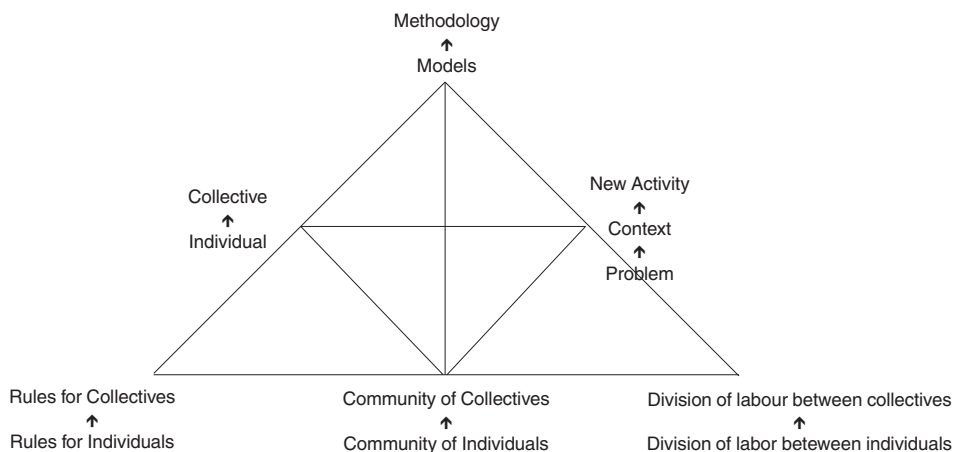 Methodology
↑
Models
Collective
↑
Individual
New Activity
↑
Context
↑
Problem
Rules for Collectives
↑
Rules for Individuals
Community of Collectives
↑
Community of Individuals
Division of labour between collectives
↑
Division of labor beteween individuals